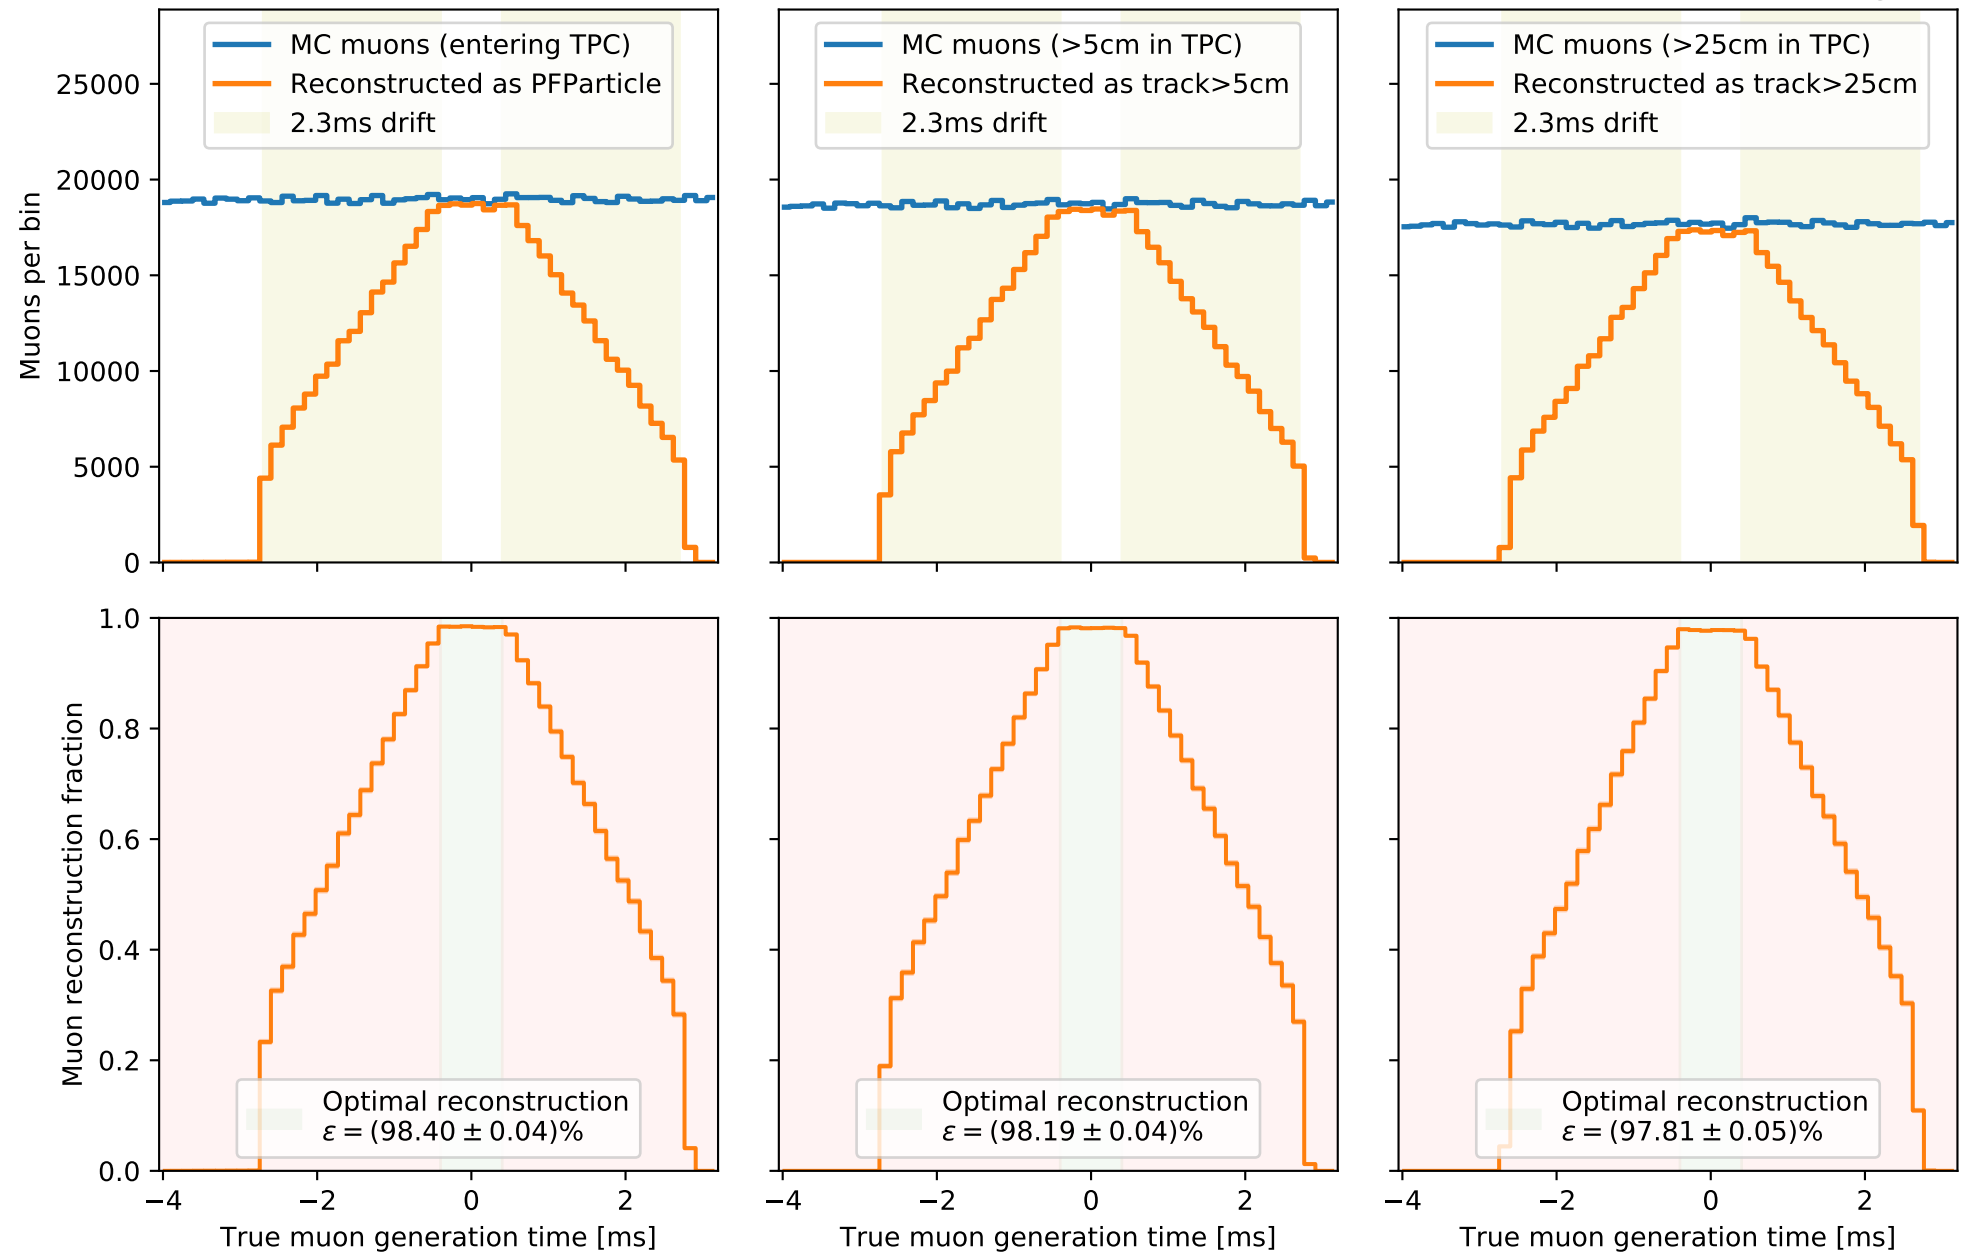 MC muons (entering TPC)
Reconstructed as PFParticle
2.3ms drift
MC muons (>5cm in TPC)
Reconstructed as track>5cm
2.3ms drift
MC muons (>25cm in TPC)
Reconstructed as track>25cm
2.3ms drift
Muons per bin
25000
20000
15000
10000
5000
0
Muon reconstruction fraction
1.0
0.8
0.6
0.4
0.2
0.0
Optimal reconstruction
ε = (98.40 ± 0.04)%
Optimal reconstruction
ε = (98.19 ± 0.04)%
Optimal reconstruction
ε = (97.81 ± 0.05)%
−4 −2 0 2
−4 −2 0 2
−4 −2 0 2
True muon generation time [ms]
True muon generation time [ms]
True muon generation time [ms]